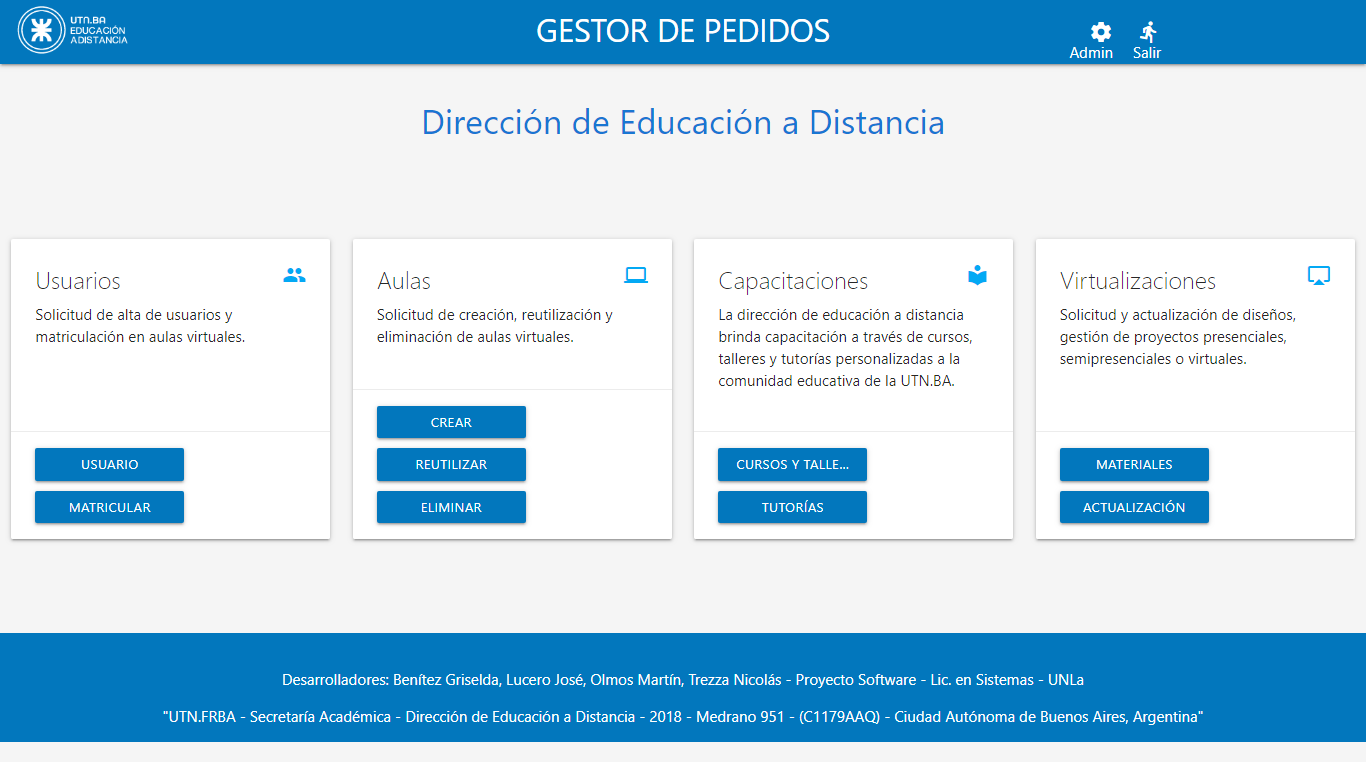 UTN.BA
EDUCACIÓN
A DISTANCIA
GESTOR DE PEDIDOS
Admin
Salir
Dirección de Educación a Distancia
Usuarios
Solicitud de alta de usuarios y
matriculación en aulas virtuales.
USUARIO
MATRICULAR
Aulas
Solicitud de creación, reutilización y
eliminación de aulas virtuales.
CREAR
REUTILIZAR
ELIMINAR
Capacitaciones
La dirección de educación a distancia
brinda capacitación a través de cursos,
talleres y tutorías personalizadas a la
comunidad educativa de la UTN.BA.
CURSOS Y TALLE...
TUTORÍAS
Virtualizaciones
Solicitud y actualización de diseños,
gestión de proyectos presenciales,
semipresenciales o virtuales.
MATERIALES
ACTUALIZACIÓN
Desarrolladores: Benítez Griselda, Lucero José, Olmos Martín, Trezza Nicolás - Proyecto Software - Lic. en Sistemas - UNLa
"UTN.FRBA - Secretaría Académica - Dirección de Educación a Distancia - 2018 - Medrano 951 - (C1179AAQ) - Ciudad Autónoma de Buenos Aires, Argentina"